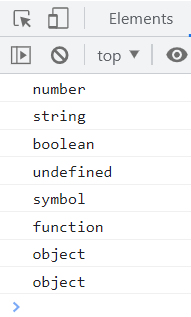 Elements
top
number
string
boolean
undefined
symbol
function
object
object